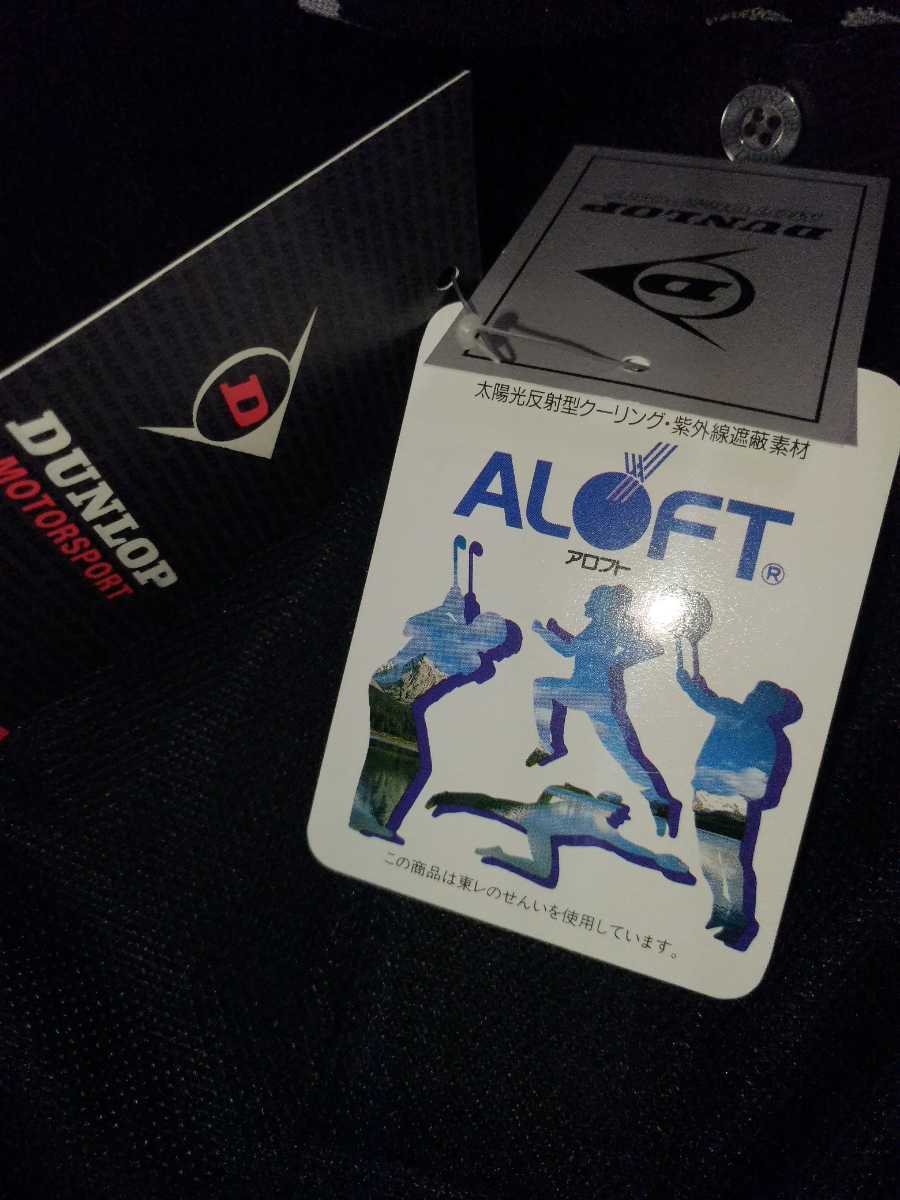 D
DUNLOP
MOTORSPORT
D
DUNLOP
太陽光反射型クーリング・紫外線遮蔽素材
ALOFT®
アロフト
この商品は東レのせんいを使用しています。